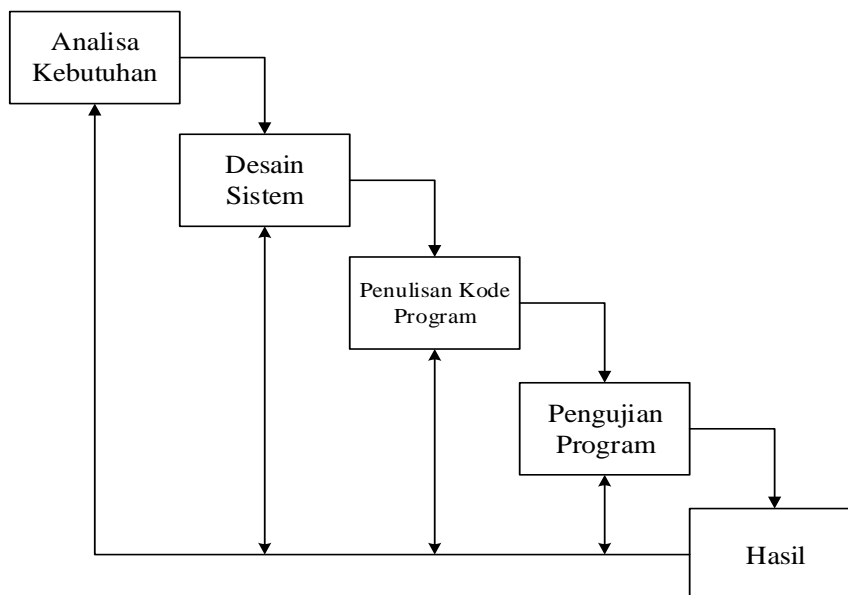 Analisa
Kebutuhan
Desain
Sistem
Penulisan Kode
Program
Pengujian
Program
Hasil